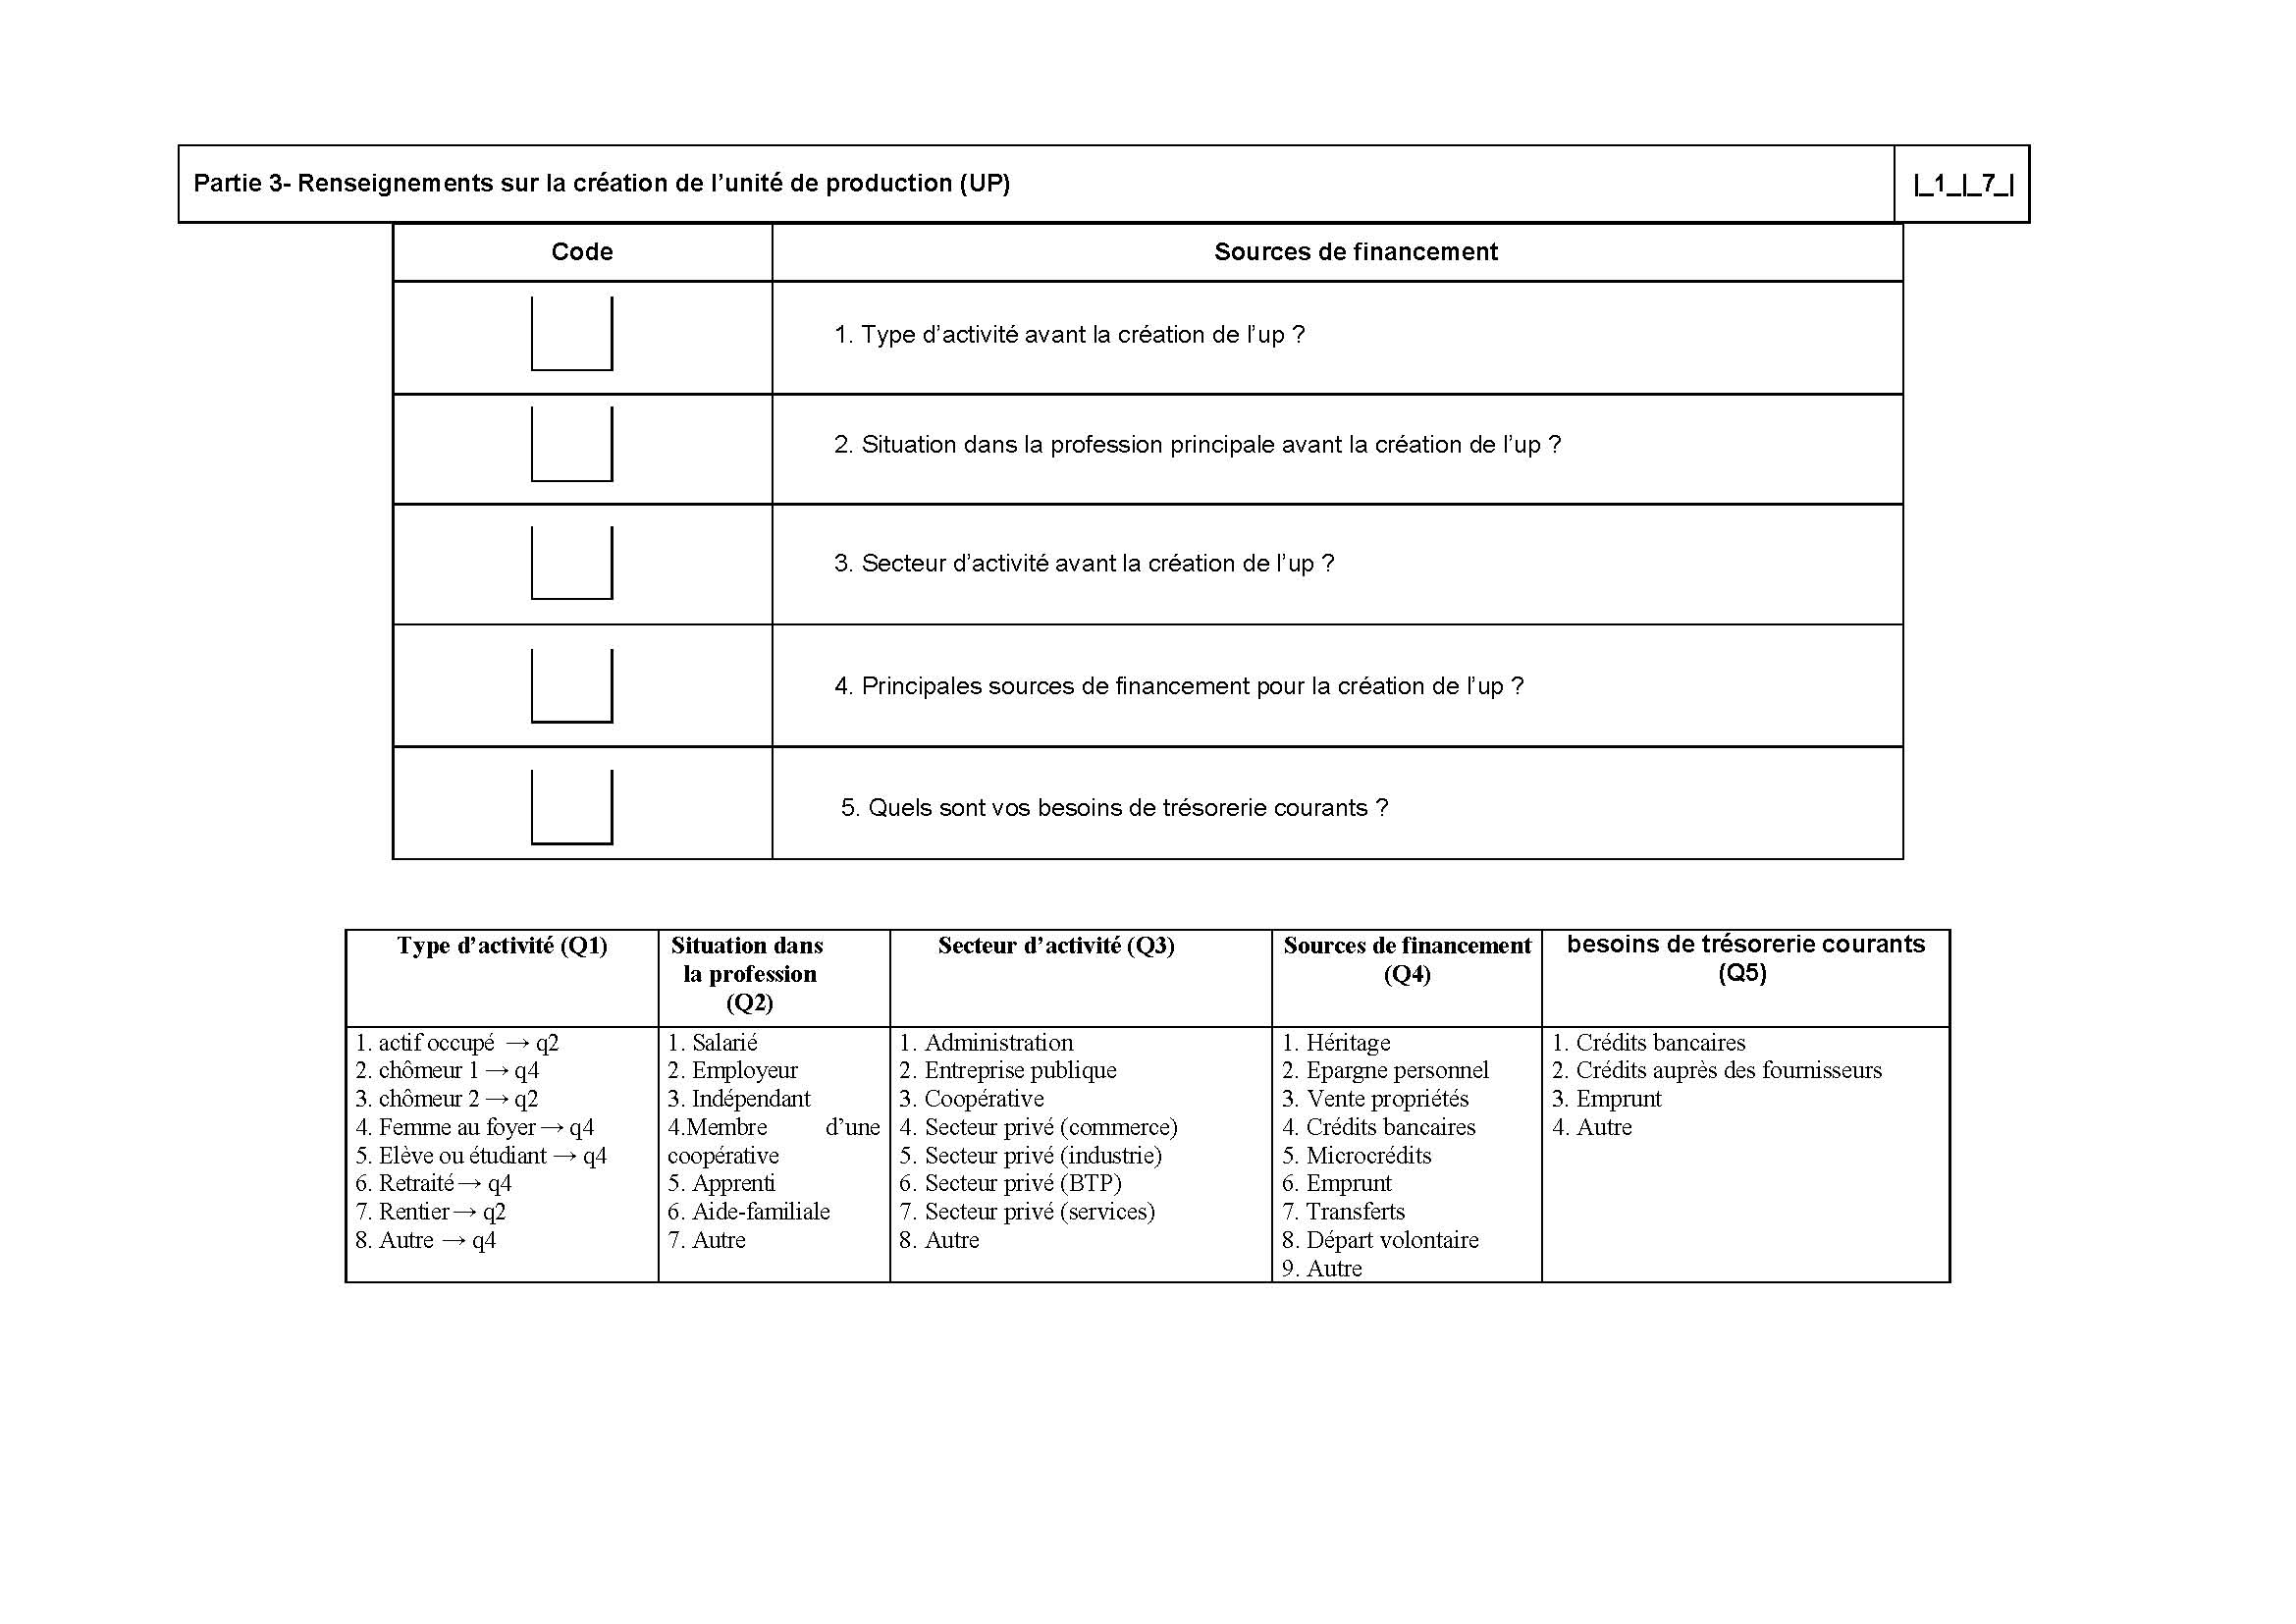 Partie 3- Renseignements sur la création de l'unité de production (UP) |_1_|_7_|
Code Sources de financement
1. Type d'activité avant la création de l'up ?
2. Situation dans la profession principale avant la création de l'up ?
3. Secteur d'activité avant la création de l'up ?
4. Principales sources de financement pour la création de l'up ?
5. Quels sont vos besoins de trésorerie courants ?
Type d'activité (Q1)
Situation dans
la profession
(Q2)
Secteur d'activité (Q3)
Sources de financement
(Q4)
besoins de trésorerie courants
(Q5)
1. actif occupé → q2
2. chômeur 1 → q4
3. chômeur 2 → q2
4. Femme au foyer → q4
5. Elève ou étudiant → q4
6. Retraité → q4
7. Rentier → q2
8. Autre → q4
1. Salarié
2. Employeur
3. Indépendant
4.Membre d'une
coopérative
5. Apprenti
6. Aide-familiale
7. Autre
1. Administration
2. Entreprise publique
3. Coopérative
4. Secteur privé (commerce)
5. Secteur privé (industrie)
6. Secteur privé (BTP)
7. Secteur privé (services)
8. Autre
1. Héritage
2. Epargne personnel
3. Vente propriétés
4. Crédits bancaires
5. Microcrédits
6. Emprunt
7. Transferts
8. Départ volontaire
9. Autre
1. Crédits bancaires
2. Crédits auprès des fournisseurs
3. Emprunt
4. Autre